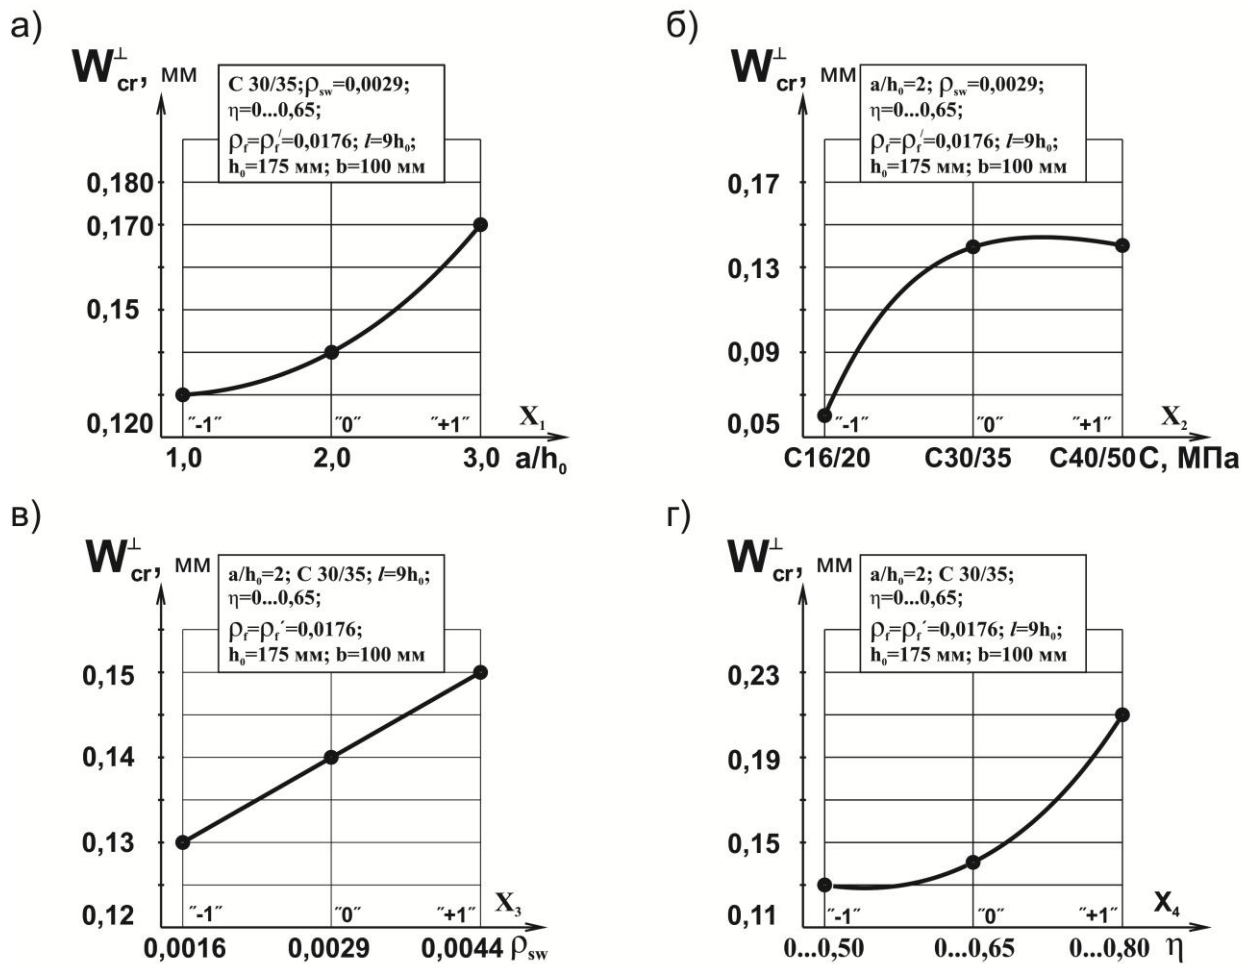 а)
W⊥cr, мм
C 30/35;ρsw=0,0029;
η=0...0,65;
ρf=ρf/=0,0176; l=9h0;
h0=175 мм; b=100 мм
0,180
0,170
0,15
0,120
"-1"
"0"
"+1"
X1
1,0
2,0
3,0
a/h0
б)
W⊥cr, мм
a/h0=2; ρsw=0,0029;
η=0...0,65;
ρf=ρf/=0,0176; l=9h0;
h0=175 мм; b=100 мм
0,17
0,13
0,09
0,05
"-1"
"0"
"+1"
X2
C16/20
C30/35
C40/50
C, МПа
в)
W⊥cr, мм
a/h0=2; C 30/35; l=9h0;
η=0...0,65;
ρf=ρf´=0,0176;
h0=175 мм; b=100 мм
0,15
0,14
0,13
0,12
"-1"
"0"
"+1"
X3
0,0016
0,0029
0,0044
ρsw
г)
W⊥cr, мм
a/h0=2; C 30/35;
η=0...0,65;
ρf=ρf´=0,0176; l=9h0;
h0=175 мм; b=100 мм
0,23
0,19
0,15
0,11
"-1"
"0"
"+1"
X4
0...0,50
0...0,65
0...0,80
η